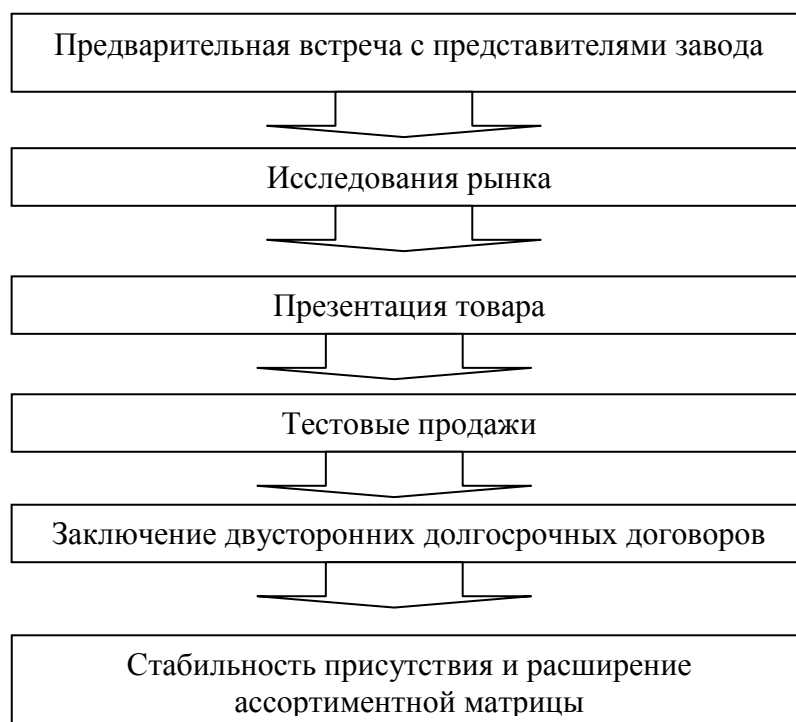 Предварительная встреча с представителями завода
Исследования рынка
Презентация товара
Тестовые продажи
Заключение двусторонних долгосрочных договоров
Стабильность присутствия и расширение
ассортиментной матрицы